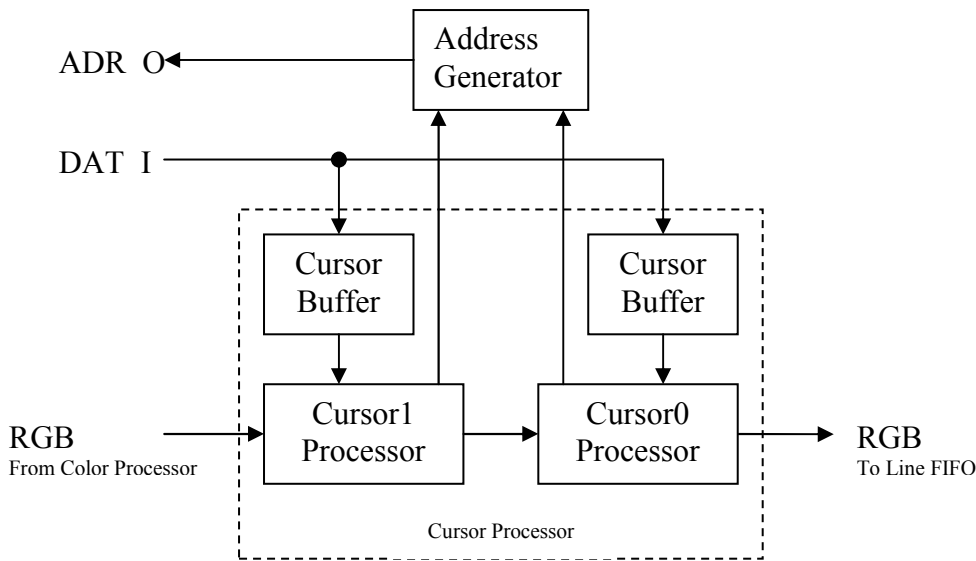 Address
Generator
ADR O
DAT I
Cursor
Buffer
Cursor
Buffer
Cursor1
Processor
Cursor0
Processor
RGB
From Color Processor
RGB
To Line FIFO
Cursor Processor